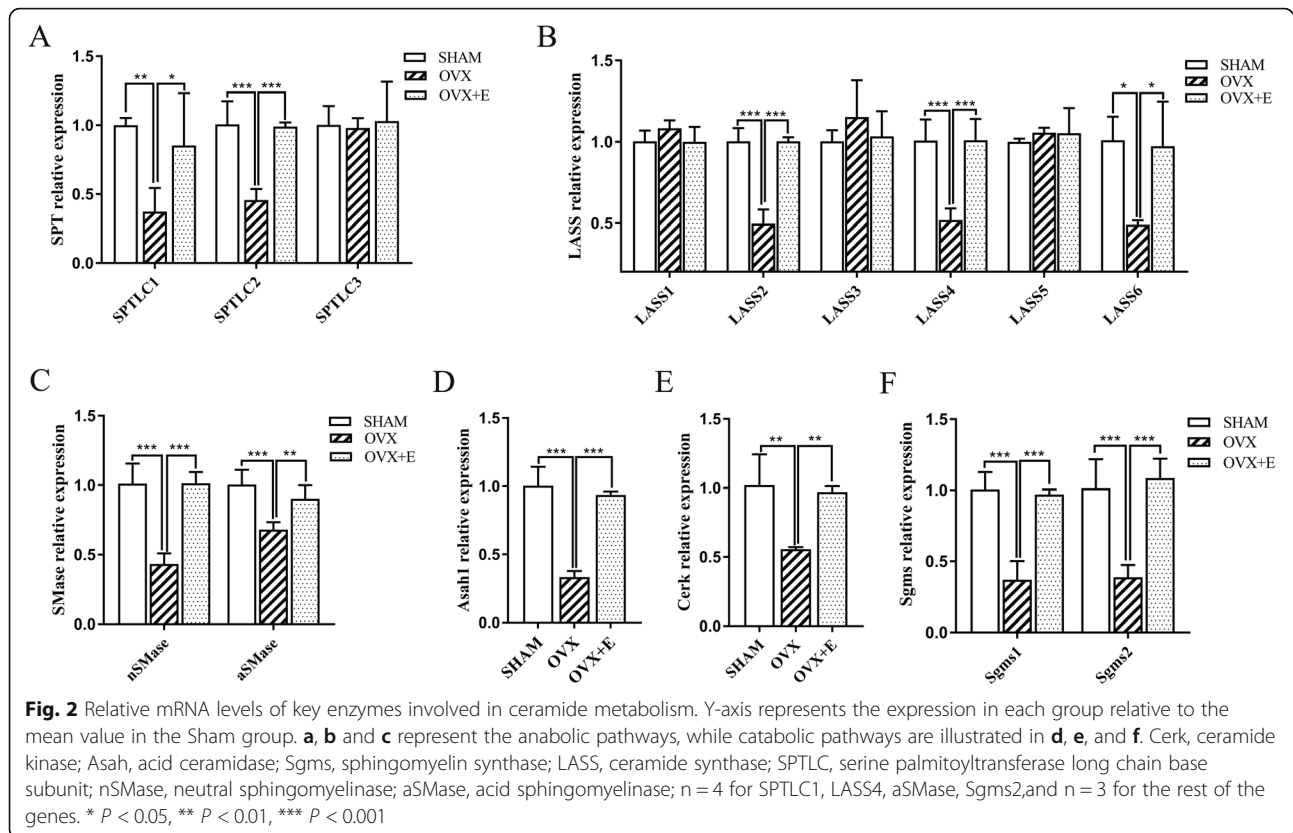 A
SPT relative expression
1.5
1.0
0.5
0.0
** *
*** ***
SHAM
OVX
OVX+E
SPTLC1
SPTLC2
SPTLC3
B
LASS relative expression
1.5
1.0
0.5
*** ***
*** ***
* *
SHAM
OVX
OVX+E
LASS1
LASS2
LASS3
LASS4
LASS5
LASS6
C
SMase relative expression
1.5
1.0
0.5
0.0
*** ***
*** **
SHAM
OVX
OVX+E
nSMase
aSMase
D
Asah1 relative expression
1.5
1.0
0.5
0.0
*** ***
SHAM
OVX
OVX+E
E
Cerk relative expression
1.5
1.0
0.5
0.0
** **
SHAM
OVX
OVX+E
F
Sgms relative expression
1.5
1.0
0.5
0.0
*** ***
*** ***
SHAM
OVX
OVX+E
Sgms1
Sgms2
Fig. 2 Relative mRNA levels of key enzymes involved in ceramide metabolism. Y-axis represents the expression in each group relative to the
mean value in the Sham group. a, b and c represent the anabolic pathways, while catabolic pathways are illustrated in d, e, and f. Cerk, ceramide
kinase; Asah, acid ceramidase; Sgms, sphingomyelin synthase; LASS, ceramide synthase; SPTLC, serine palmitoyltransferase long chain base
subunit; nSMase, neutral sphingomyelinase; aSMase, acid sphingomyelinase; n = 4 for SPTLC1, LASS4, aSMase, Sgms2,and n = 3 for the rest of the
genes. * P < 0.05, ** P < 0.01, *** P < 0.001